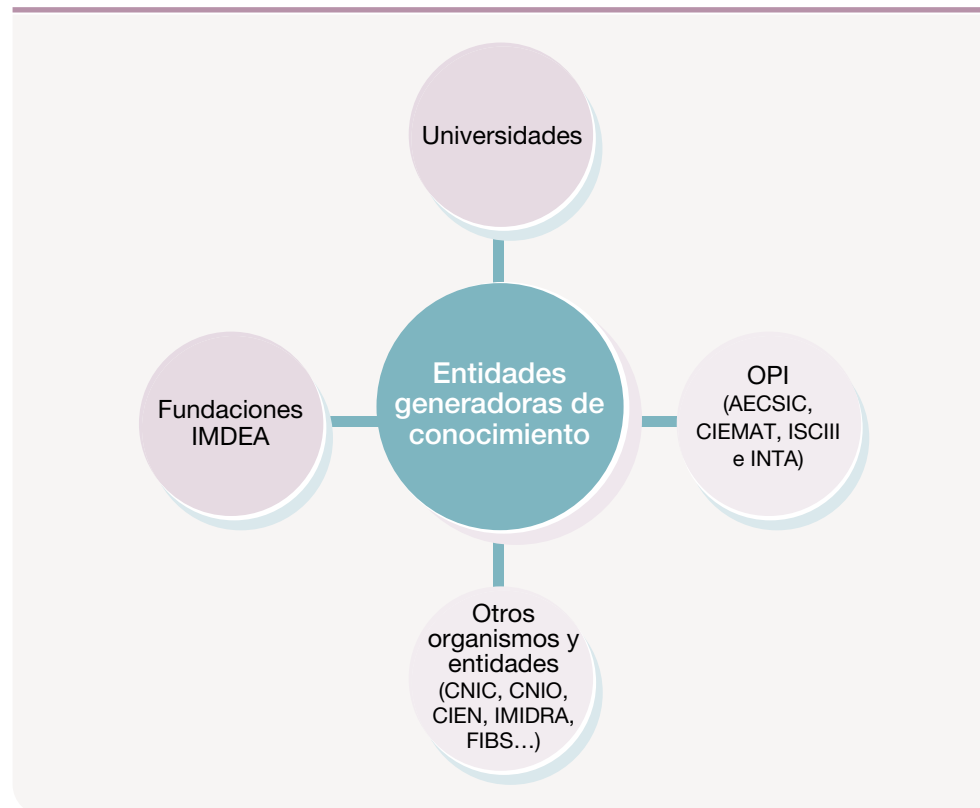 Universidades
Entidades
generadoras de
conocimiento
Fundaciones
IMDEA
OPI
(AECSIC,
CIEMAT, ISCIII
e INTA)
Otros
organismos y
entidades
(CNIC, CNIO,
CIEN, IMIDRA,
FIBS…)